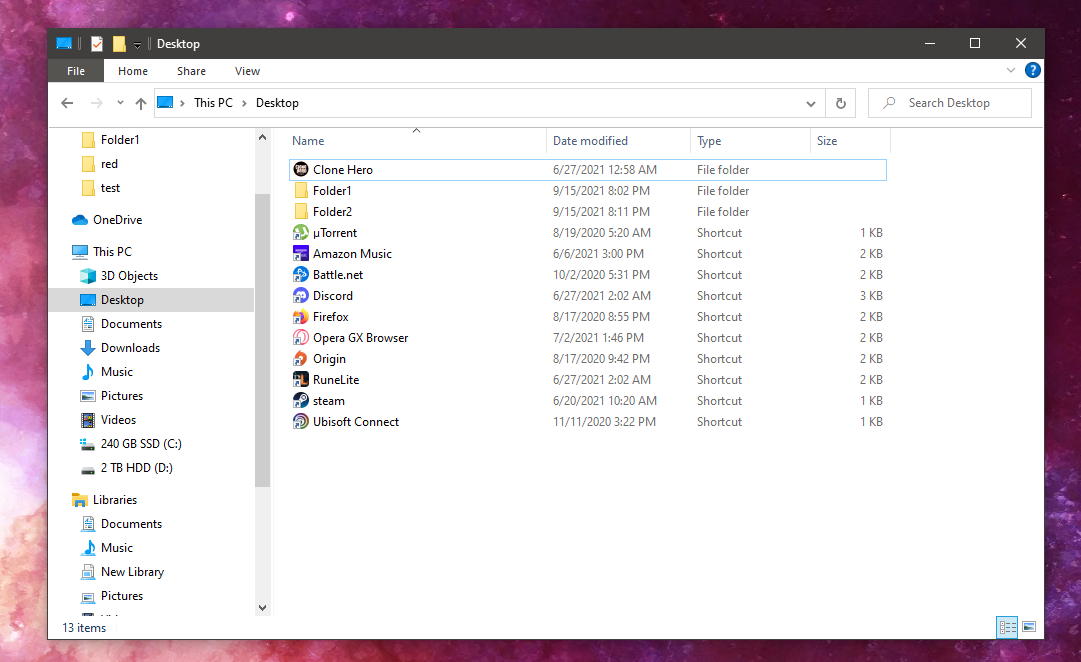 Desktop
File Home Share View
This PC > Desktop
Search Desktop
Folder1
red
test
OneDrive
This PC
3D Objects
Desktop
Documents
Downloads
Music
Pictures
Videos
240 GB SSD (C:)
2 TB HDD (D:)
Libraries
Documents
Music
New Library
Pictures
Name Date modified Type Size
Clone Hero 6/27/2021 12:58 AM File folder
Folder1 9/15/2021 8:02 PM File folder
Folder2 9/15/2021 8:11 PM File folder
µTorrent 8/19/2020 5:20 AM Shortcut 1 KB
Amazon Music 6/6/2021 3:00 PM Shortcut 2 KB
Battle.net 10/2/2020 5:31 PM Shortcut 2 KB
Discord 6/27/2021 2:02 AM Shortcut 3 KB
Firefox 8/17/2020 8:55 PM Shortcut 2 KB
Opera GX Browser 7/2/2021 1:46 PM Shortcut 2 KB
Origin 8/17/2020 9:42 PM Shortcut 2 KB
RuneLite 6/27/2021 2:02 AM Shortcut 2 KB
steam 6/20/2021 10:20 AM Shortcut 1 KB
Ubisoft Connect 11/11/2020 3:22 PM Shortcut 1 KB
13 items